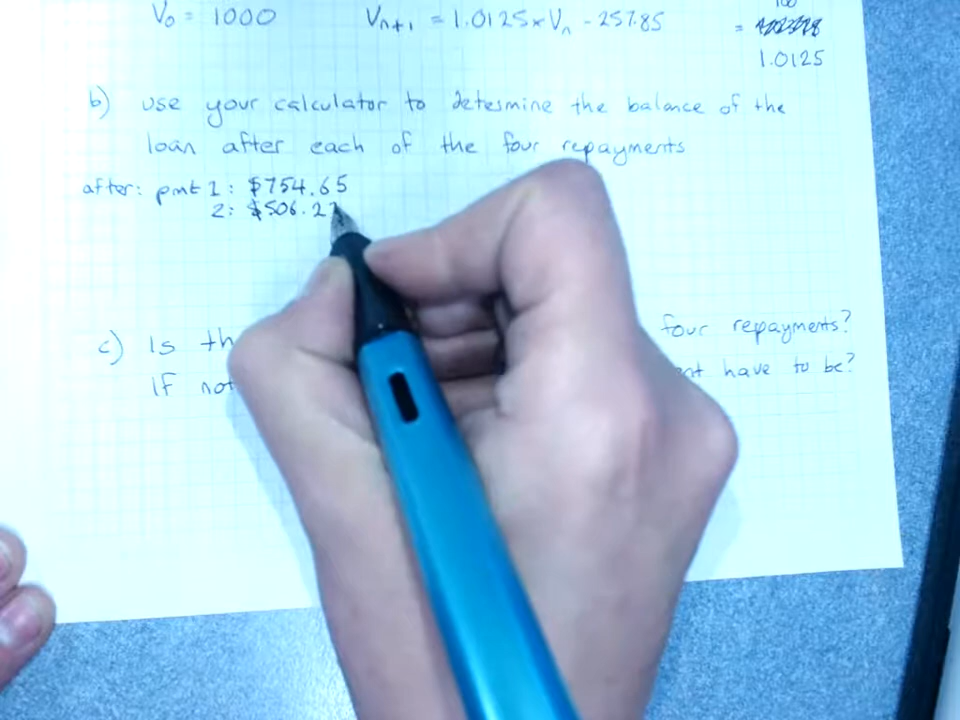 V₀ = 1000 Vₙ₊₁ = 1.0125 × Vₙ - 257.85 =
1.0125
b) use your calculator to determine the balance of the
loan after each of the four repayments
after: pmt 1: $754.65
2: $506.2
c) Is four repayments?
If not have to be?